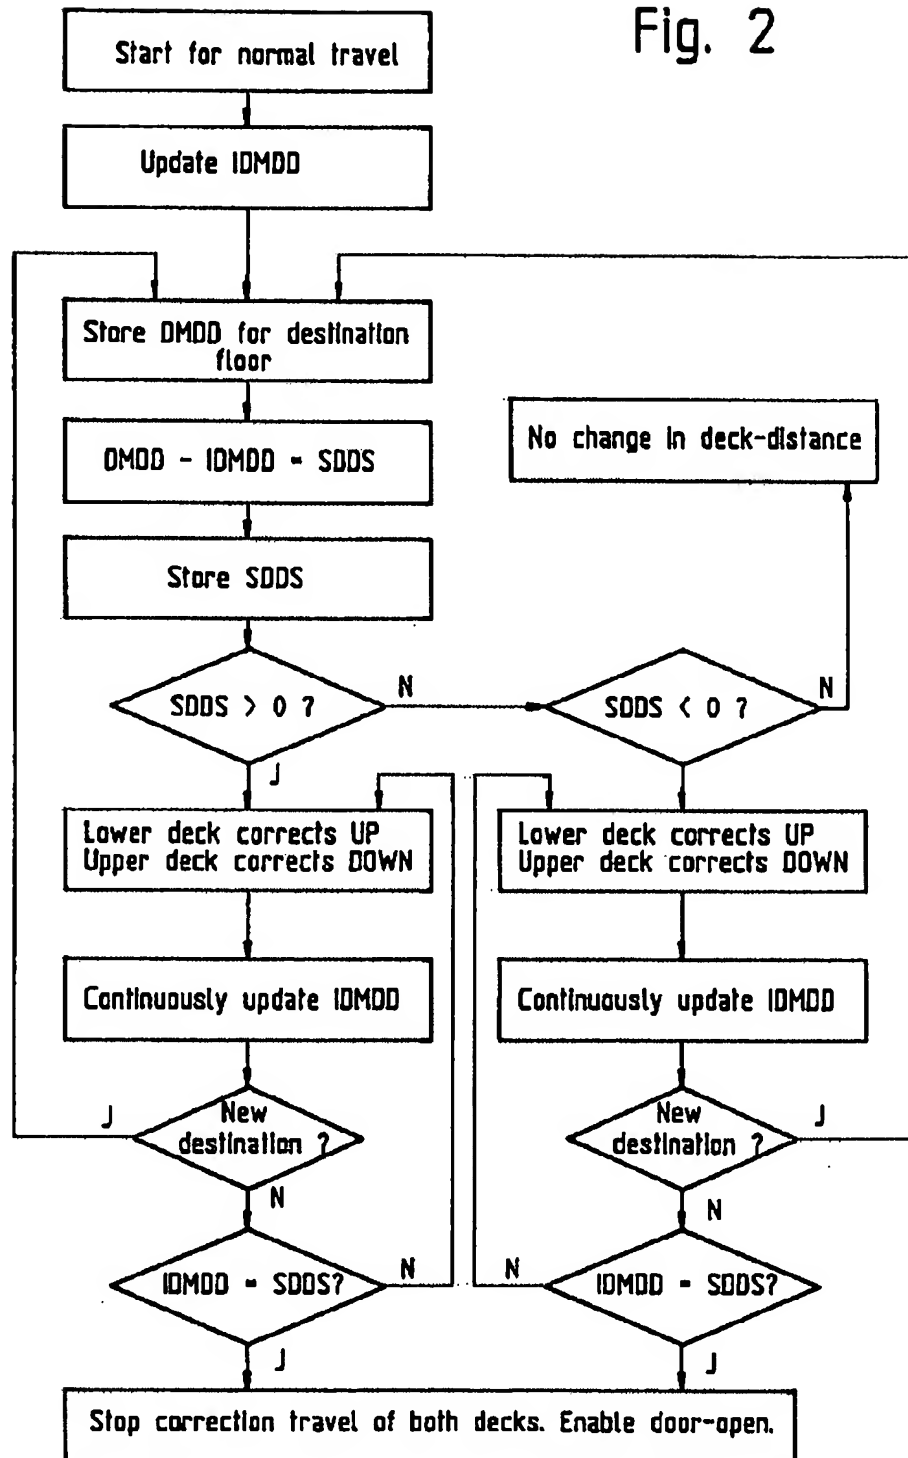 Fig. 2
Start for normal travel
Update IDMDD
Store DMDD for destination
floor
DMDD - IDMDD = SDDS
No change in deck-distance
Store SDDS
SDDS > 0 ?
N
SDDS < 0 ?
N
J
Lower deck corrects UP
Upper deck corrects DOWN
Lower deck corrects UP
Upper deck corrects DOWN
Continuously update IDMDD
Continuously update IDMDD
J
New
destination ?
New
destination ?
J
N
N
IDMDD = SDDS?
N
N
IDMDD = SDDS?
J
J
Stop correction travel of both decks. Enable door-open.